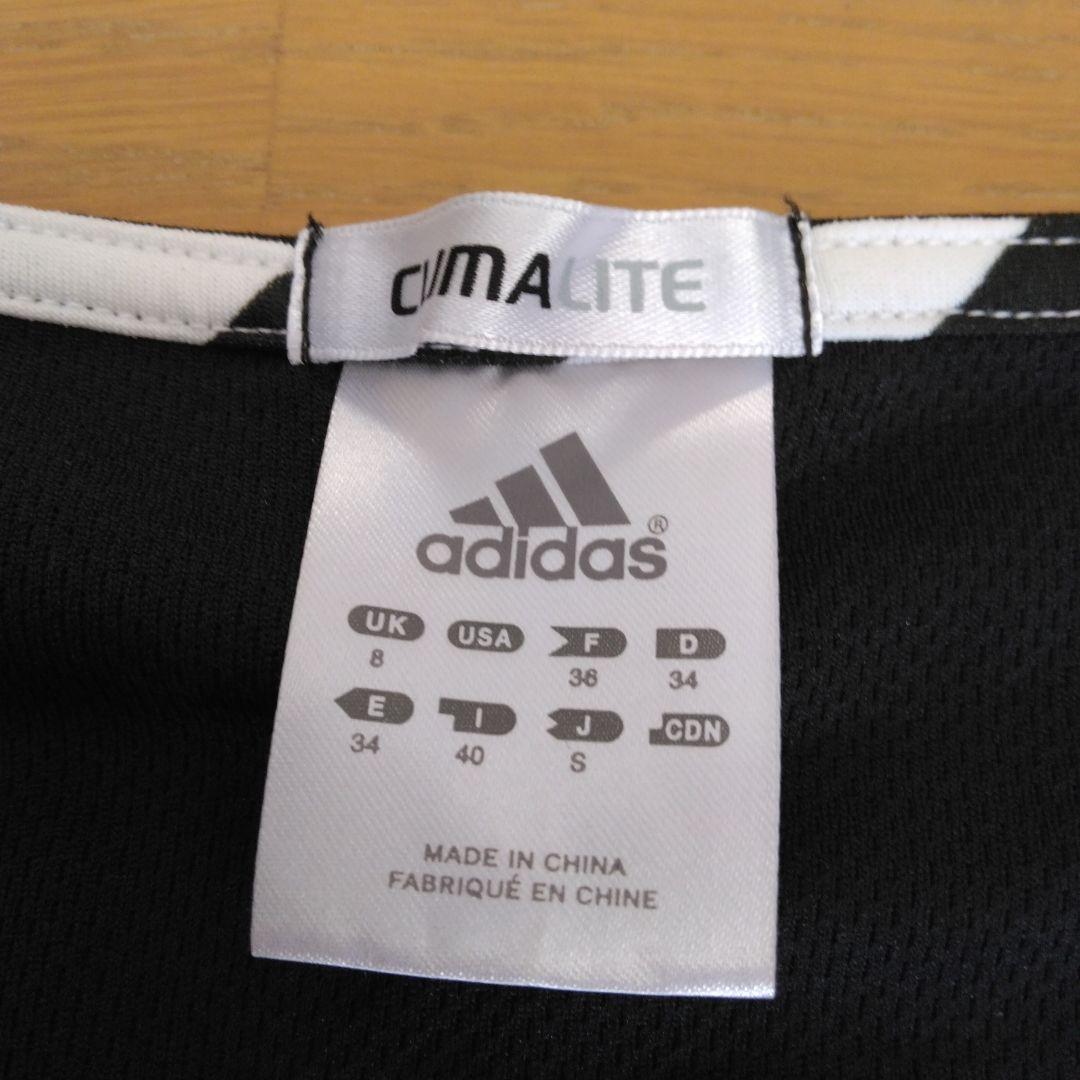 CLIMALITE
adidas®
UK USA F D
8 36 34
E I J CDN
34 40 S
MADE IN CHINA
FABRIQUÉ EN CHINE